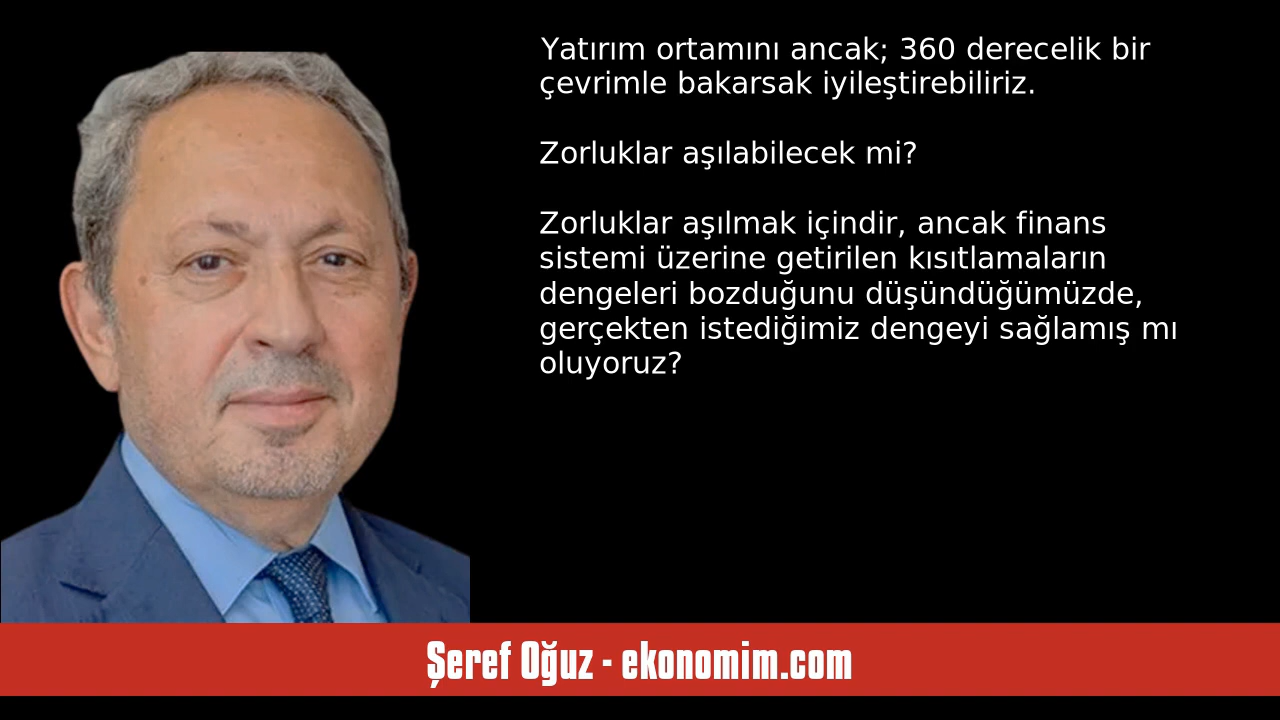 Yatırım ortamını ancak; 360 derecelik bir
çevrimle bakarsak iyileştirebiliriz.
Zorluklar aşılabilecek mi?
Zorluklar aşılmak içindir, ancak finans
sistemi üzerine getirilen kısıtlamaların
dengeleri bozduğunu düşündüğümüzde,
gerçekten istediğimiz dengeyi sağlamış mı
oluyoruz?
Şeref Oğuz - ekonomim.com